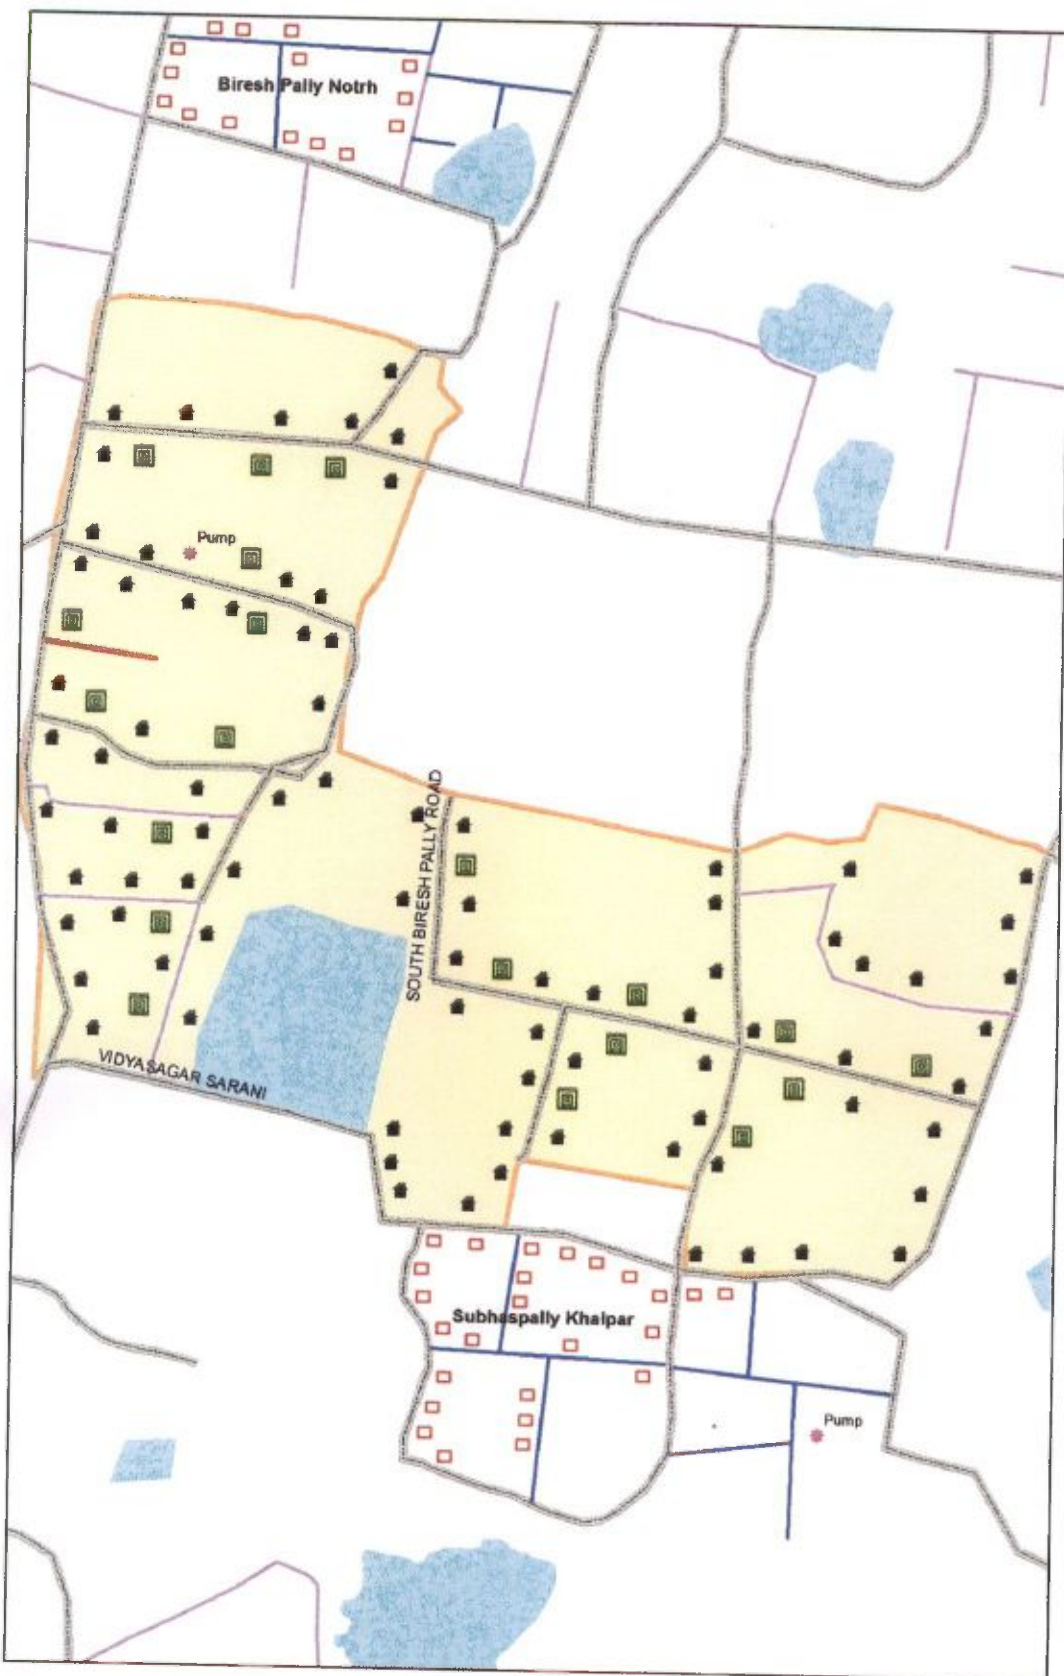 Biresh Pally Notrh
Pump
SOUTH BIRESH PALLY ROAD
VIDYASAGAR SARANI
Subhaspally Khalpar
Pump